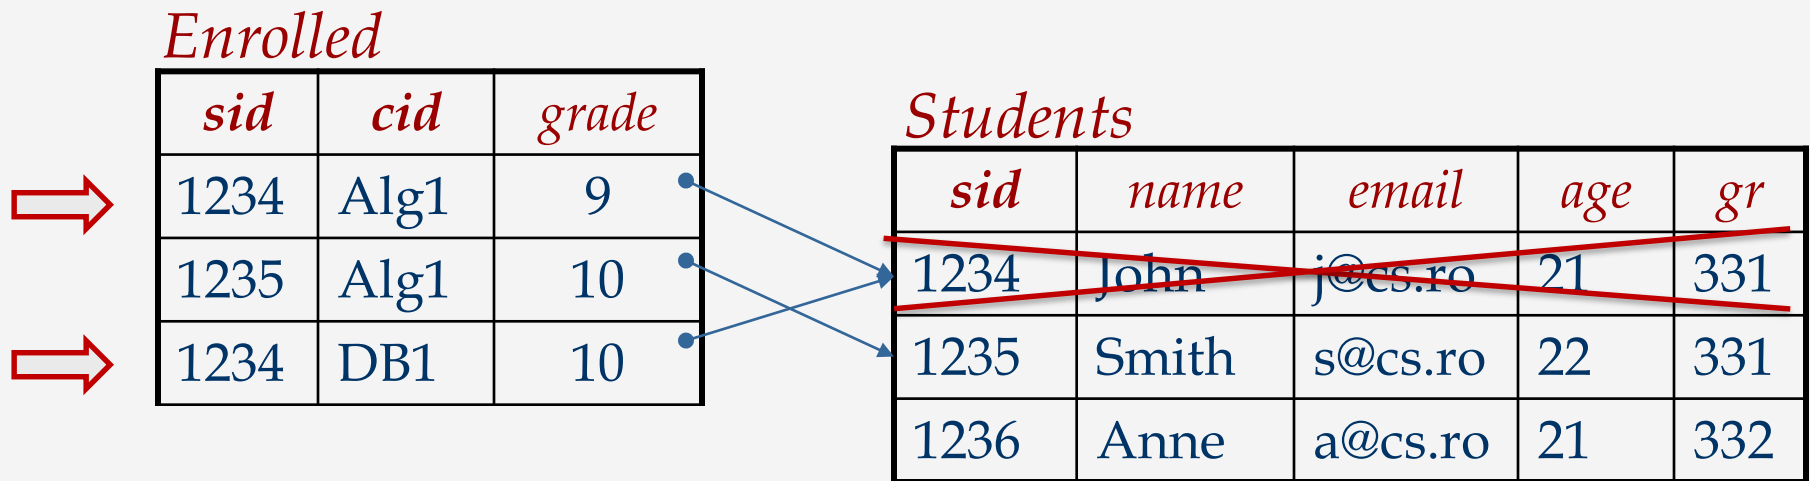 Enrolled
sid cid grade
1234 Alg1 9
1235 Alg1 10
1234 DB1 10
Students
sid name email age gr
1234 John j@cs.ro 21 331
1235 Smith s@cs.ro 22 331
1236 Anne a@cs.ro 21 332